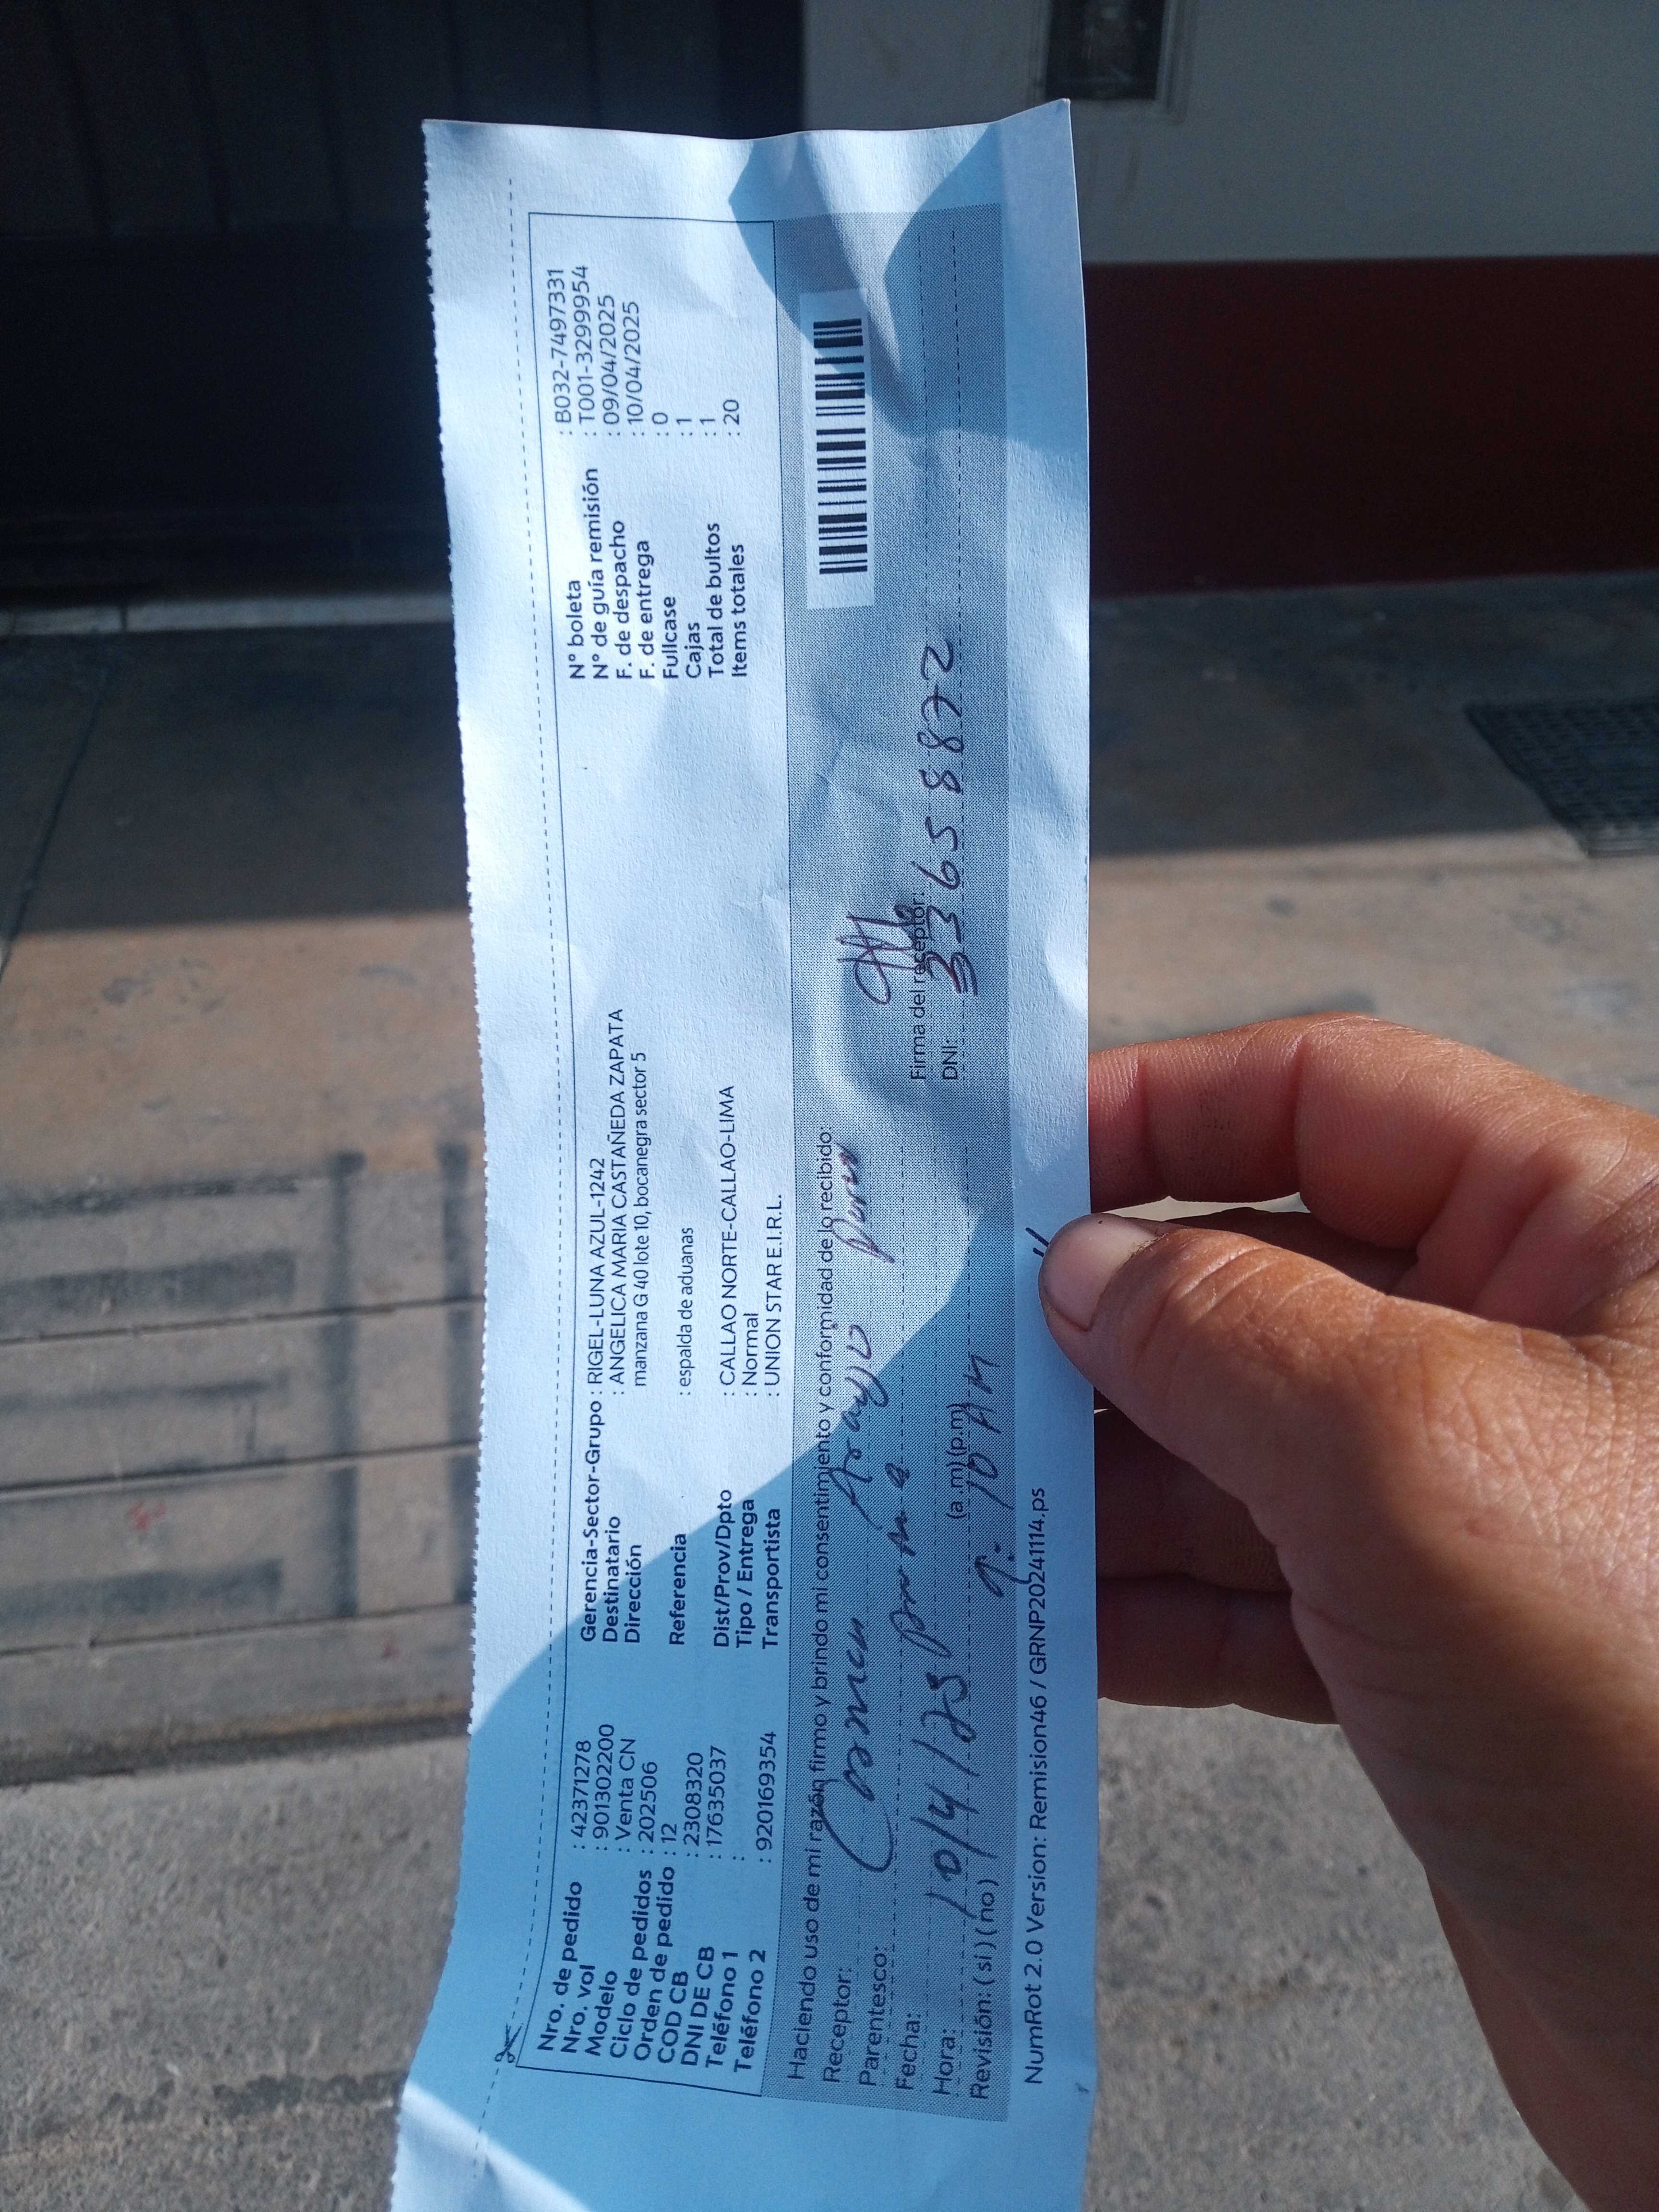 Nro. de pedido : 42371278
Nro. vol : 9013022200
Modelo : Venta CN
Ciclo de pedidos : 202506
Orden de pedido : 12
COD CB : 2308320
DNI DE CB : 17635037
Teléfono 1 :
Teléfono 2 : 920169354
Gerencia-Sector-Grupo : RIGEL-LUNA AZUL-1242
Destinatario : ANGELICA MARIA CASTAÑEDA ZAPATA
Dirección manzana G 40 lote 10, bocanegra sector 5
Referencia : espalda de aduanas
Dist/Prov/Dpto : CALLAO NORTE-CALLAO-LIMA
Tipo / Entrega : Normal
Transportista : UNION STAR E.I.R.L.
N° boleta : B032-7497331
N° de guía remisión : T001-3299954
F. de despacho : 09/04/2025
F. de entrega : 10/04/2025
Fullcase : 0
Cajas : 1
Total de bultos : 1
Items totales : 20
Haciendo uso de mi razón firmo y brindo mi consentimiento y conformidad de lo recibido:
Receptor: Carmen Araujo
Parentesco:
Fecha: 10/4/25
Hora: (a .m) (p.m) 9:10 AM
Revisión: ( si ) ( no )
Firma del receptor:
DNI: 33658872
NumRot 2.0 Version: Remision46 / GRNP20241114.ps